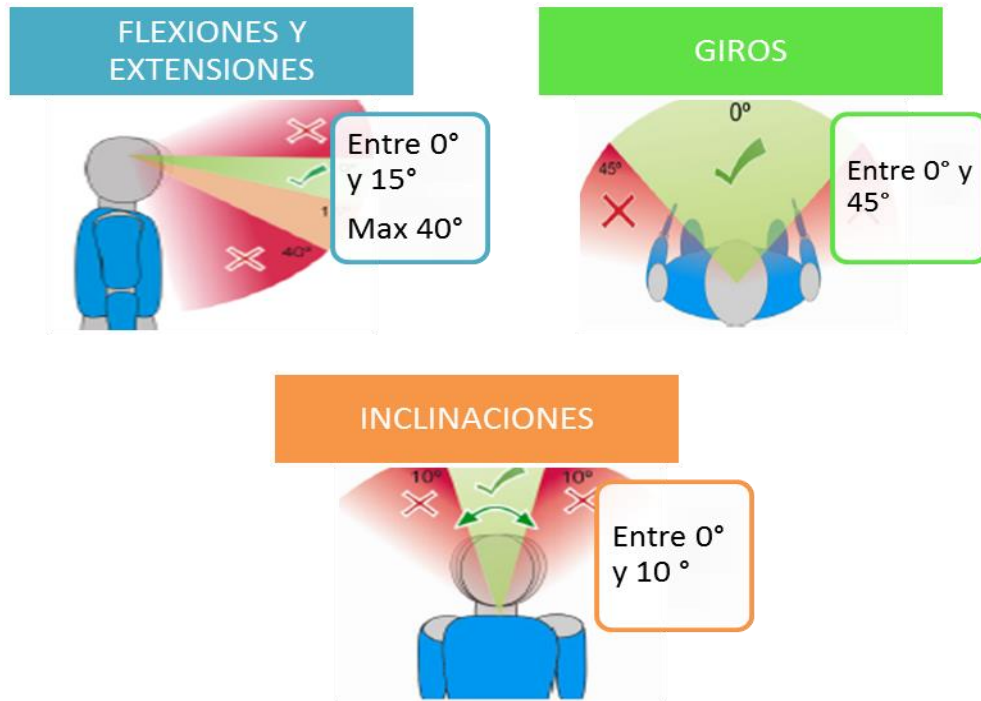 FLEXIONES Y
EXTENSIONES
Entre 0°
y 15°
Max 40°
40°
GIROS
0°
45°
Entre 0° y
45°
INCLINACIONES
10°
10°
Entre 0°
y 10 °